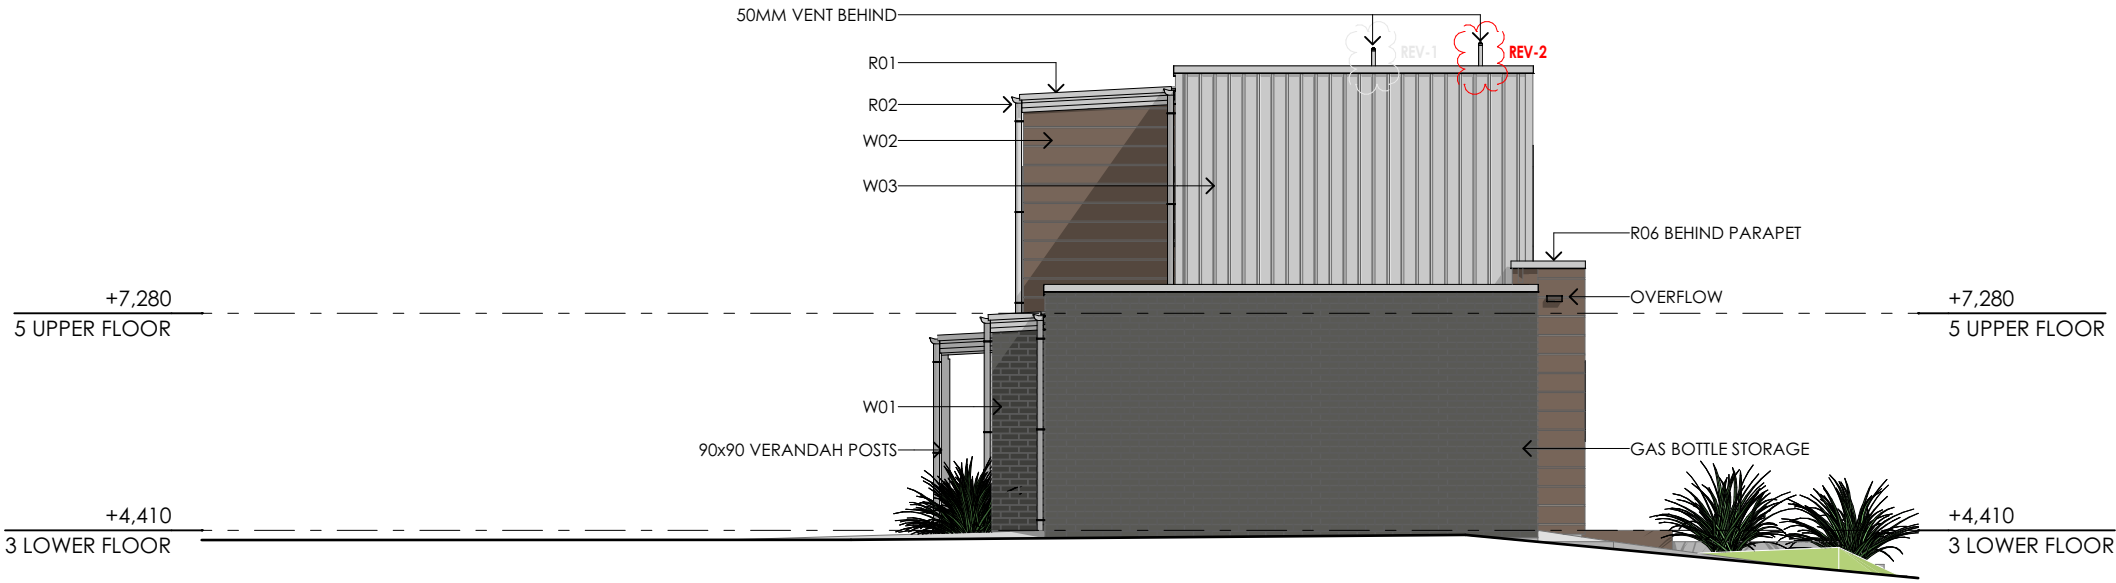 50MM VENT BEHIND
REV-1
REV-2
R01
R02
W02
W03
R06 BEHIND PARAPET
+7,280
5 UPPER FLOOR
OVERFLOW
+7,280
5 UPPER FLOOR
W01
90x90 VERANDAH POSTS
GAS BOTTLE STORAGE
+4,410
3 LOWER FLOOR
+4,410
3 LOWER FLOOR